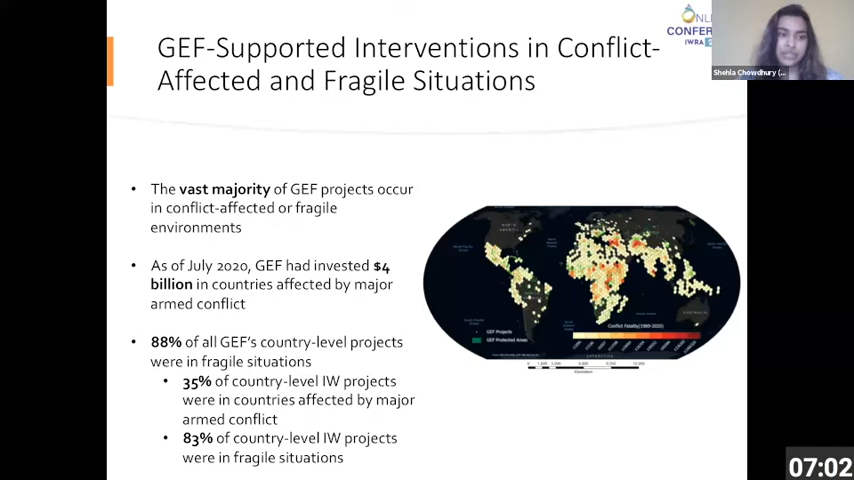 GEF-Supported Interventions in Conflict-
Affected and Fragile Situations
CONFER
IWRA
Shehla Chowdhury (...
• The vast majority of GEF projects occur
in conflict-affected or fragile
environments
• As of July 2020, GEF had invested $4
billion in countries affected by major
armed conflict
• 88% of all GEF's country-level projects
were in fragile situations
• 35% of country-level IW projects
were in countries affected by major
armed conflict
• 83% of country-level IW projects
were in fragile situations
Conflict Fatality(1989-2020)
GEF Projects
GEF Protected Areas
07:02